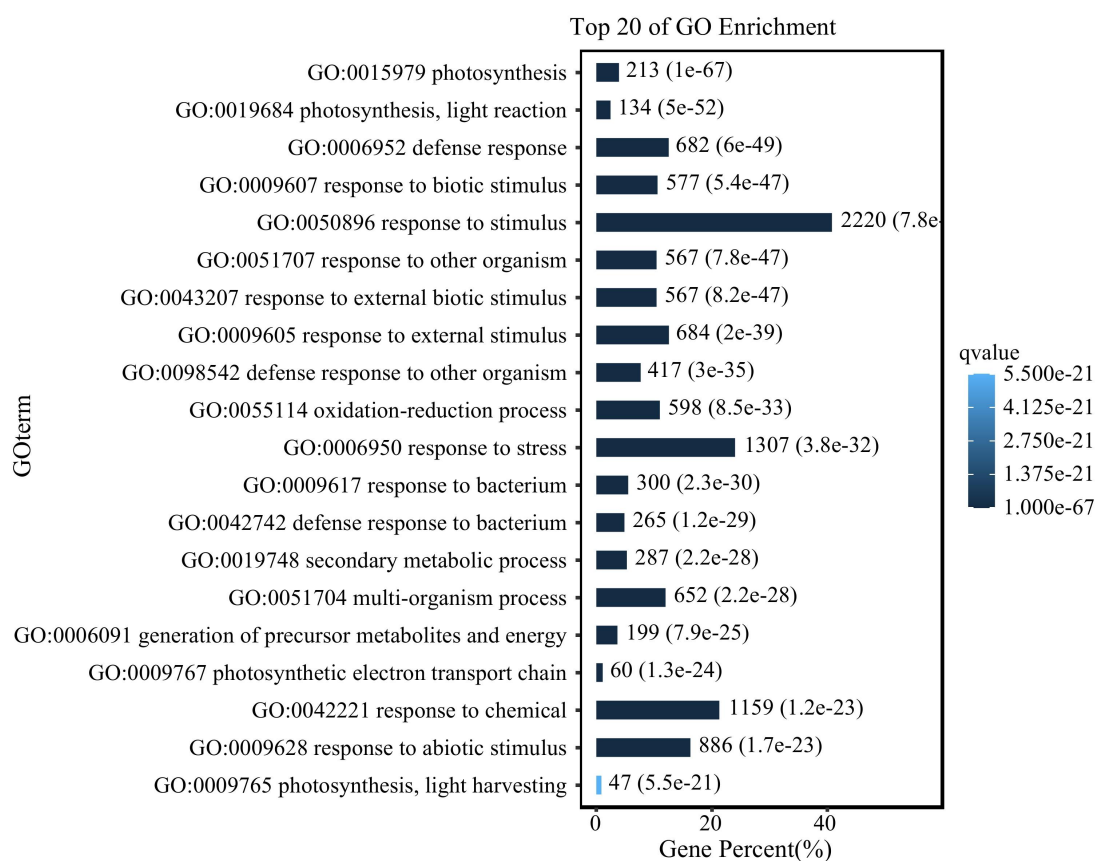 Top 20 of GO Enrichment
GO:0015979 photosynthesis 213 (1e-67)
GO:0019684 photosynthesis, light reaction 134 (5e-52)
GO:0006952 defense response 682 (6e-49)
GO:0009607 response to biotic stimulus 577 (5.4e-47)
GO:0050896 response to stimulus 2220 (7.8e-
GO:0051707 response to other organism 567 (7.8e-47)
GO:0043207 response to external biotic stimulus 567 (8.2e-47)
GO:0009605 response to external stimulus 684 (2e-39)
GO:0098542 defense response to other organism 417 (3e-35)
GO:0055114 oxidation-reduction process 598 (8.5e-33)
GO:0006950 response to stress 1307 (3.8e-32)
GO:0009617 response to bacterium 300 (2.3e-30)
GO:0042742 defense response to bacterium 265 (1.2e-29)
GO:0019748 secondary metabolic process 287 (2.2e-28)
GO:0051704 multi-organism process 652 (2.2e-28)
GO:0006091 generation of precursor metabolites and energy 199 (7.9e-25)
GO:0009767 photosynthetic electron transport chain 60 (1.3e-24)
GO:0042221 response to chemical 1159 (1.2e-23)
GO:0009628 response to abiotic stimulus 886 (1.7e-23)
GO:0009765 photosynthesis, light harvesting 47 (5.5e-21)
0 20 40
Gene Percent(%)
GOterm
qvalue
5.500e-21
4.125e-21
2.750e-21
1.375e-21
1.000e-67